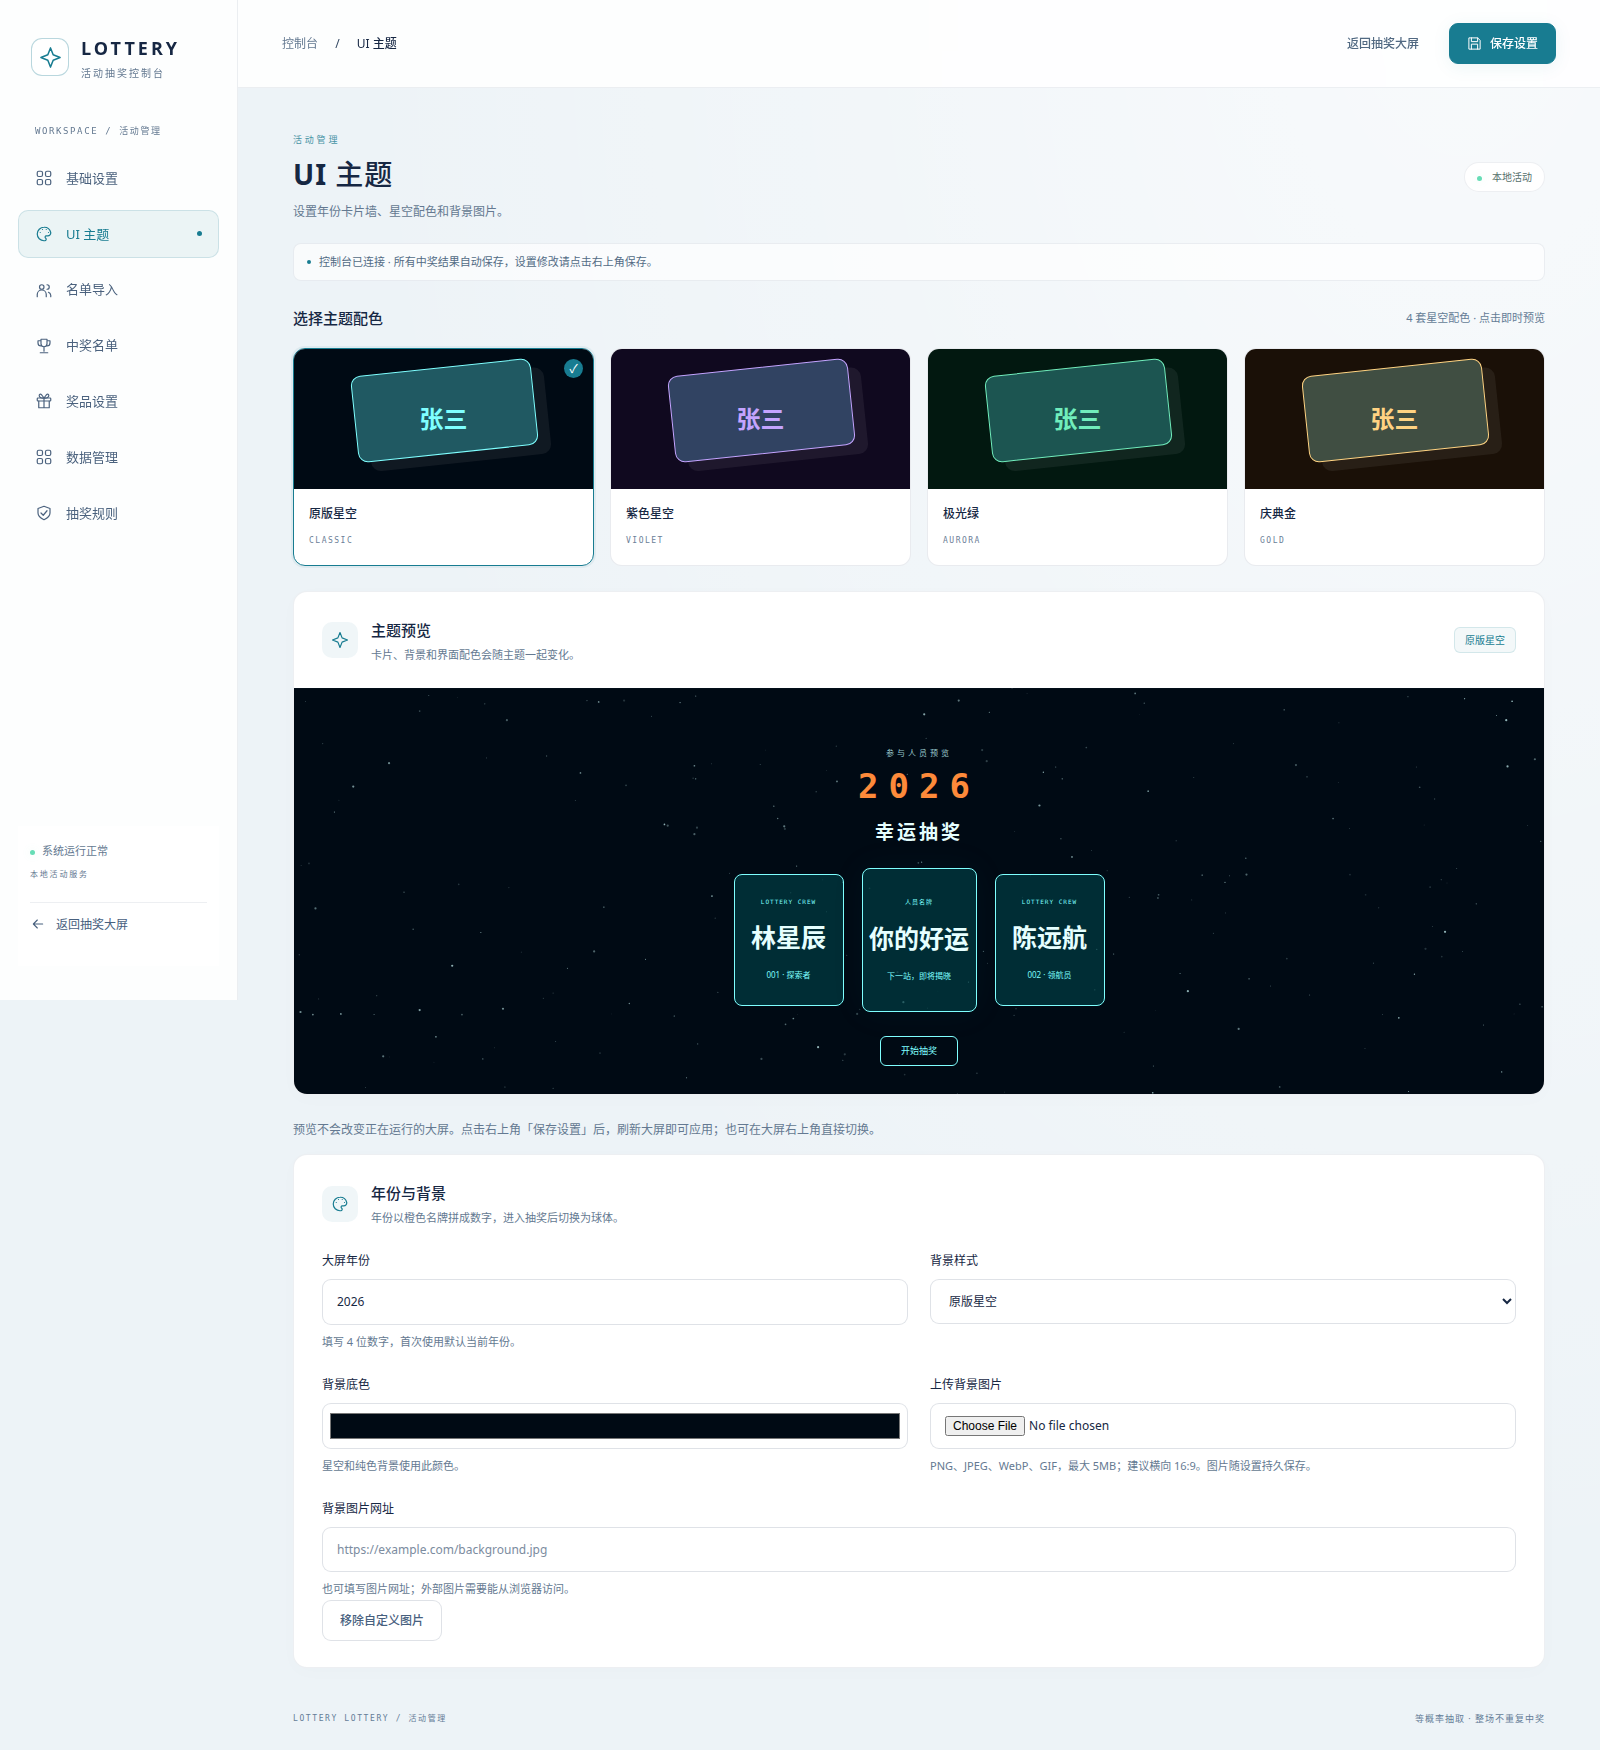 LOTTERY
活动抽奖控制台
WORKSPACE / 活动管理
基础设置
UI 主题
名单导入
中奖名单
奖品设置
数据管理
抽奖规则
系统运行正常
本地活动服务
返回抽奖大屏
控制台 / UI 主题
返回抽奖大屏
保存设置
活动管理
UI 主题
设置年份卡片墙、星空配色和背景图片。
本地活动
控制台已连接 · 所有中奖结果自动保存，设置修改请点击右上角保存。
选择主题配色
4 套星空配色 · 点击即时预览
张三
原版星空
CLASSIC
张三
紫色星空
VIOLET
张三
极光绿
AURORA
张三
庆典金
GOLD
主题预览
卡片、背景和界面配色会随主题一起变化。
原版星空
参与人员预览
2026
幸运抽奖
LOTTERY CREW
林星辰
001 · 探索者
人员名牌
你的好运
下一站，即将揭晓
LOTTERY CREW
陈远航
002 · 领航员
开始抽奖
预览不会改变正在运行的大屏。点击右上角「保存设置」后，刷新大屏即可应用；也可在大屏右上角直接切换。
年份与背景
年份以橙色名牌拼成数字，进入抽奖后切换为球体。
大屏年份
2026
填写 4 位数字，首次使用默认当前年份。
背景样式
原版星空
背景底色
星空和纯色背景使用此颜色。
上传背景图片
Choose File No file chosen
PNG、JPEG、WebP、GIF，最大 5MB；建议横向 16:9。图片随设置持久保存。
背景图片网址
https://example.com/background.jpg
也可填写图片网址；外部图片需要能从浏览器访问。
移除自定义图片
LOTTERY LOTTERY / 活动管理
等概率抽取 · 整场不重复中奖